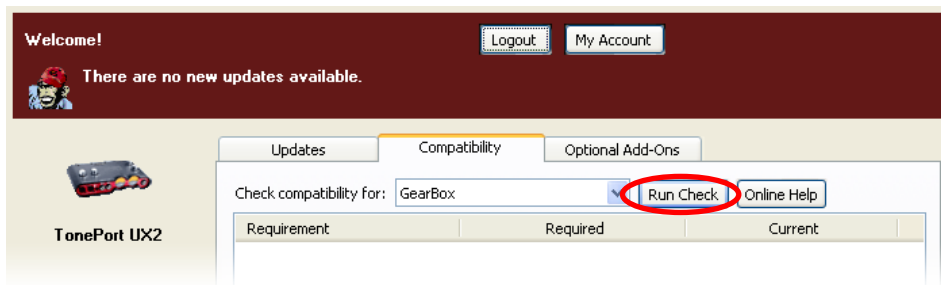 Welcome!
Logout
My Account
There are no new updates available.
Updates
Compatibility
Optional Add-Ons
Check compatibility for:
GearBox
Run Check
Online Help
TonePort UX2
Requirement
Required
Current